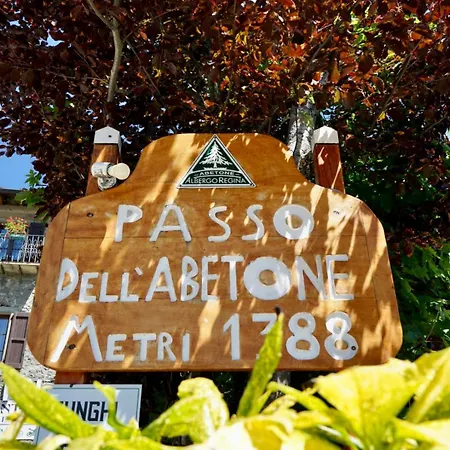 ABETONE
ALBERGO REGINA
PASSO
DELL'ABETONE
METRI 1388